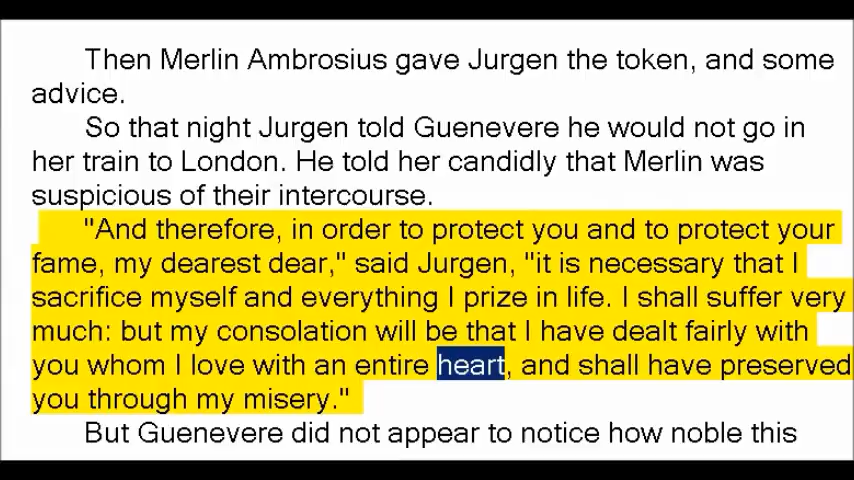 Then Merlin Ambrosius gave Jurgen the token, and some
advice.
So that night Jurgen told Guenevere he would not go in
her train to London. He told her candidly that Merlin was
suspicious of their intercourse.
"And therefore, in order to protect you and to protect your
fame, my dearest dear," said Jurgen, "it is necessary that I
sacrifice myself and everything I prize in life. I shall suffer very
much: but my consolation will be that I have dealt fairly with
you whom I love with an entire heart, and shall have preserved
you through my misery."
But Guenevere did not appear to notice how noble this